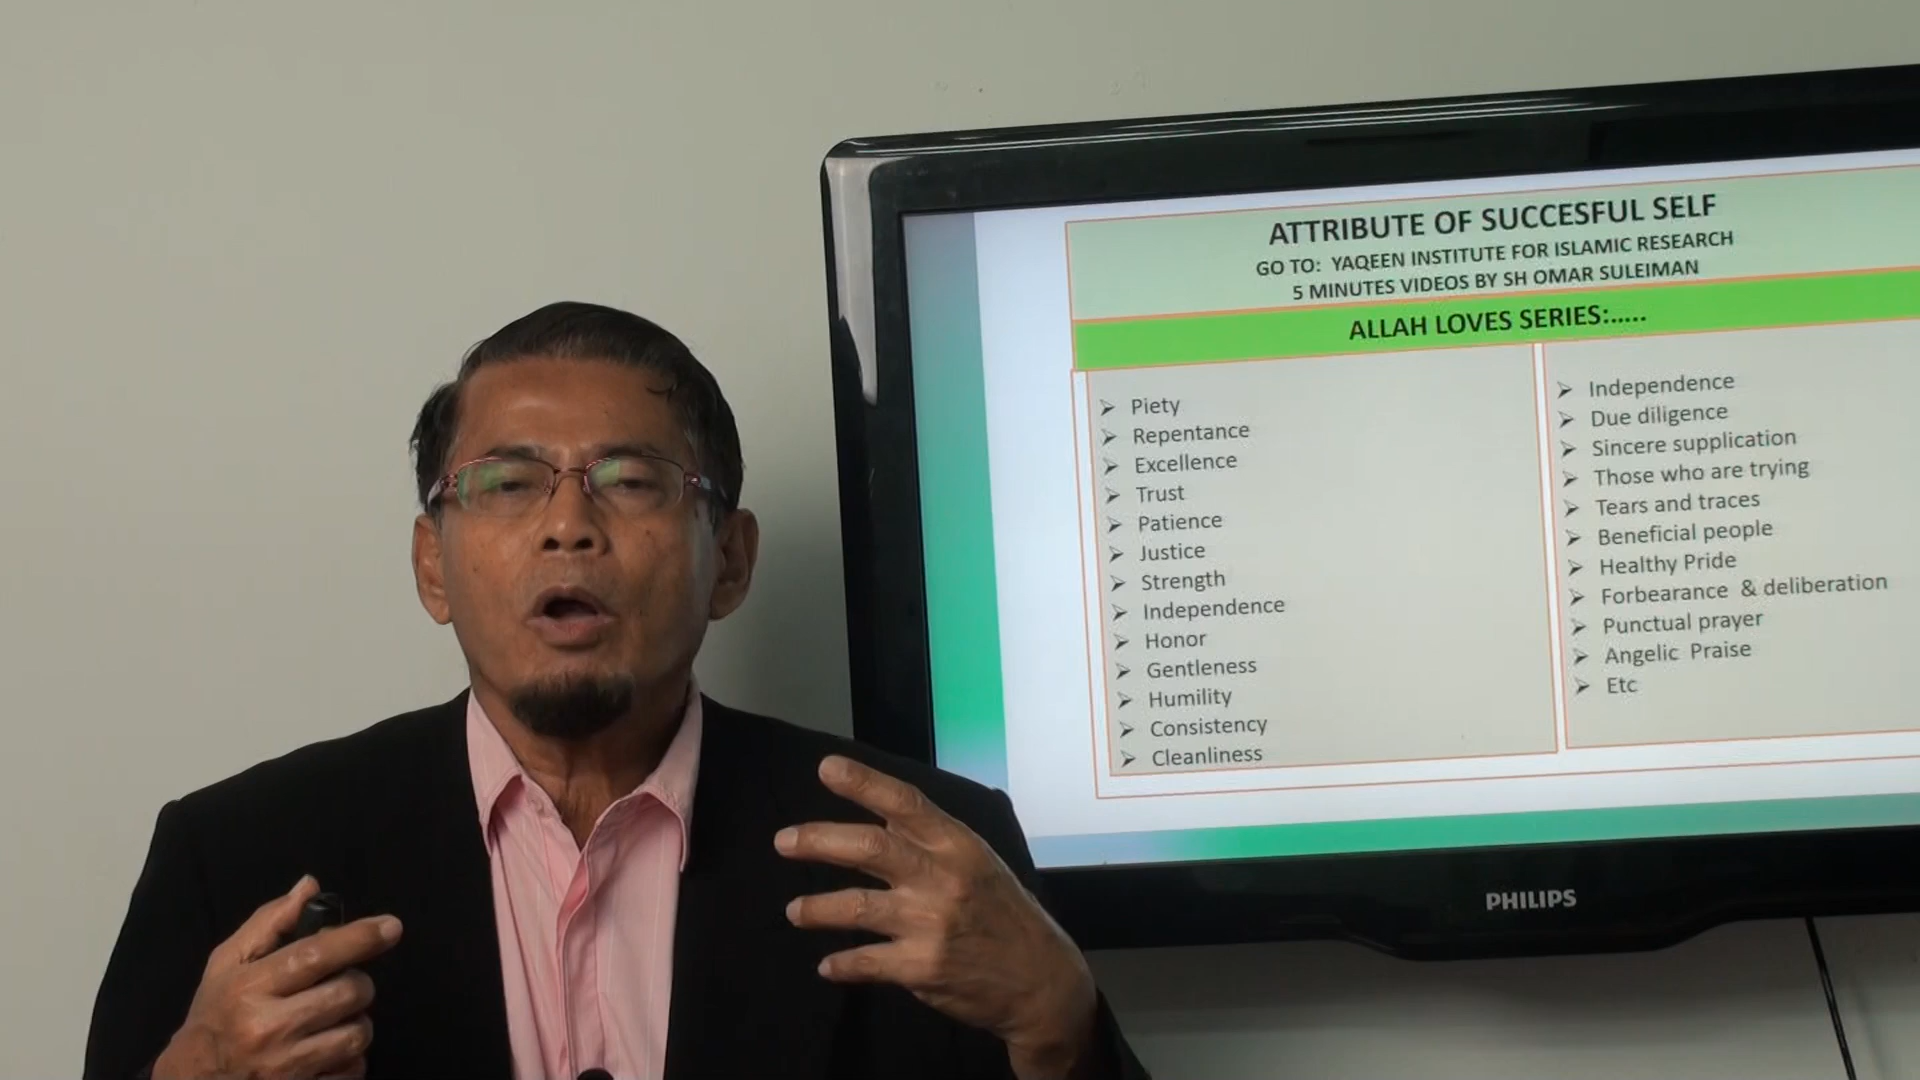 ATTRIBUTE OF SUCCESFUL SELF
GO TO: YAQEEN INSTITUTE FOR ISLAMIC RESEARCH
5 MINUTES VIDEOS BY SH OMAR SULEIMAN
ALLAH LOVES SERIES:.....
➢ Piety
➢ Repentance
➢ Excellence
➢ Trust
➢ Patience
➢ Justice
➢ Strength
➢ Independence
➢ Honor
➢ Gentleness
➢ Humility
➢ Consistency
➢ Cleanliness
➢ Independence
➢ Due diligence
➢ Sincere supplication
➢ Those who are trying
➢ Tears and traces
➢ Beneficial people
➢ Healthy Pride
➢ Forbearance & deliberation
➢ Punctual prayer
➢ Angelic Praise
➢ Etc
PHILIPS